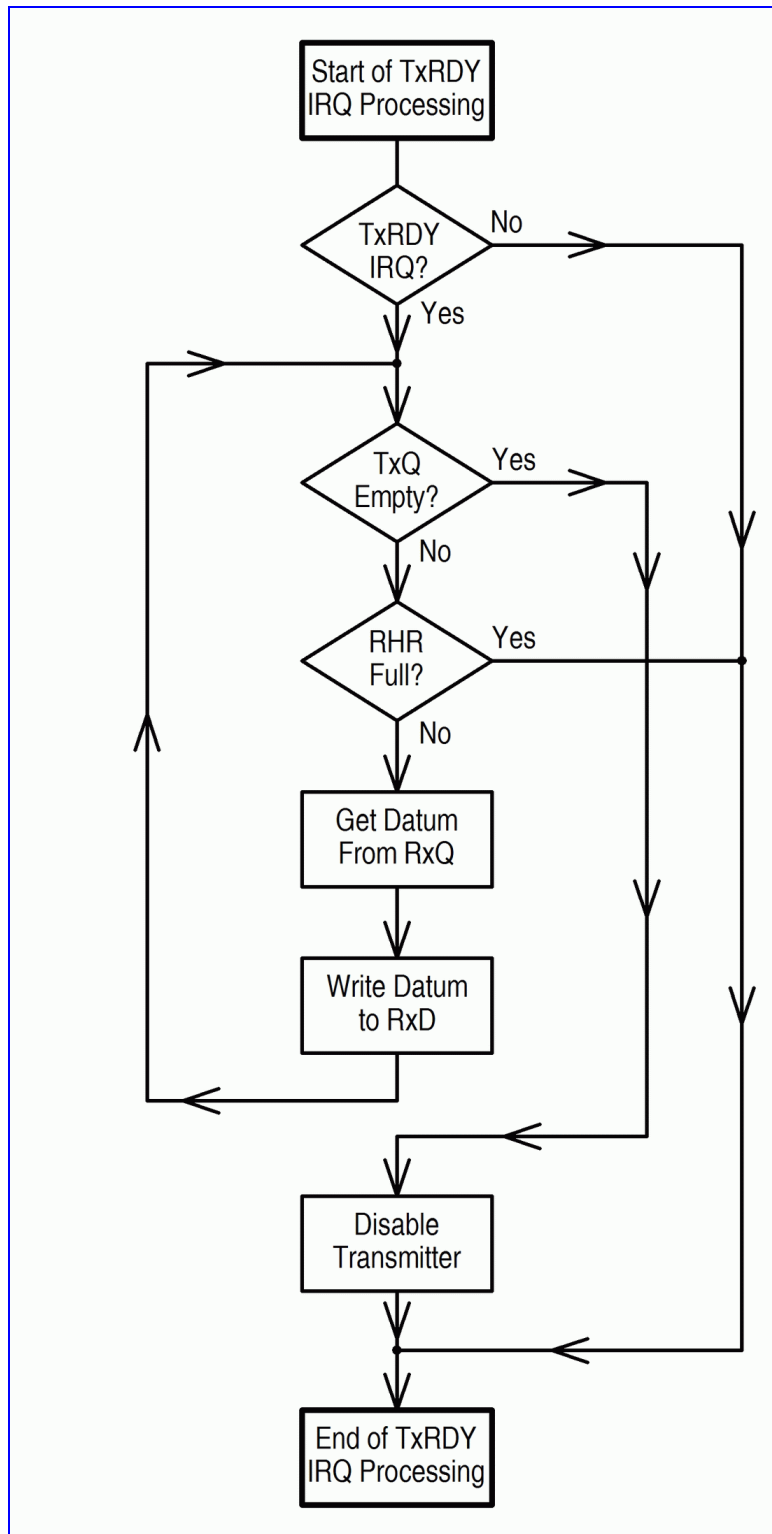 Start of TxRDY
IRQ Processing
TxRDY
IRQ?
No
Yes
TxQ
Empty?
Yes
No
RHR
Full?
Yes
No
Get Datum
From RxQ
Write Datum
to RxD
Disable
Transmitter
End of TxRDY
IRQ Processing